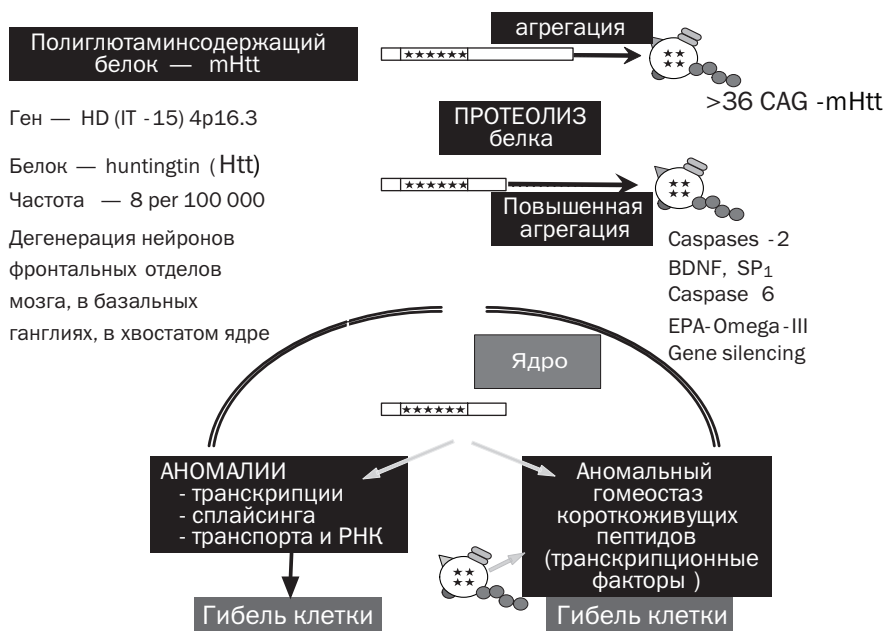 Полиглютаминсодержащий
белок — mHtt
агрегация
>36 CAG -mHtt
Ген — HD (IT -15) 4p16.3
ПРОТЕОЛИЗ
белка
Белок — huntingtin ( Htt)
Частота — 8 per 100 000
Повышенная
агрегация
Дегенерация нейронов
фронтальных отделов
мозга, в базальных
ганглиях, в хвостатом ядре
Caspases -2
BDNF, SP1
Caspase 6
EPA-Omega-III
Gene silencing
Ядро
АНОМАЛИИ
- транскрипции
- сплайсинга
- транспорта и РНК
Гибель клетки
Аномальный
гомеостаз
короткоживущих
пептидов
(транскрипционные
факторы )
Гибель клетки